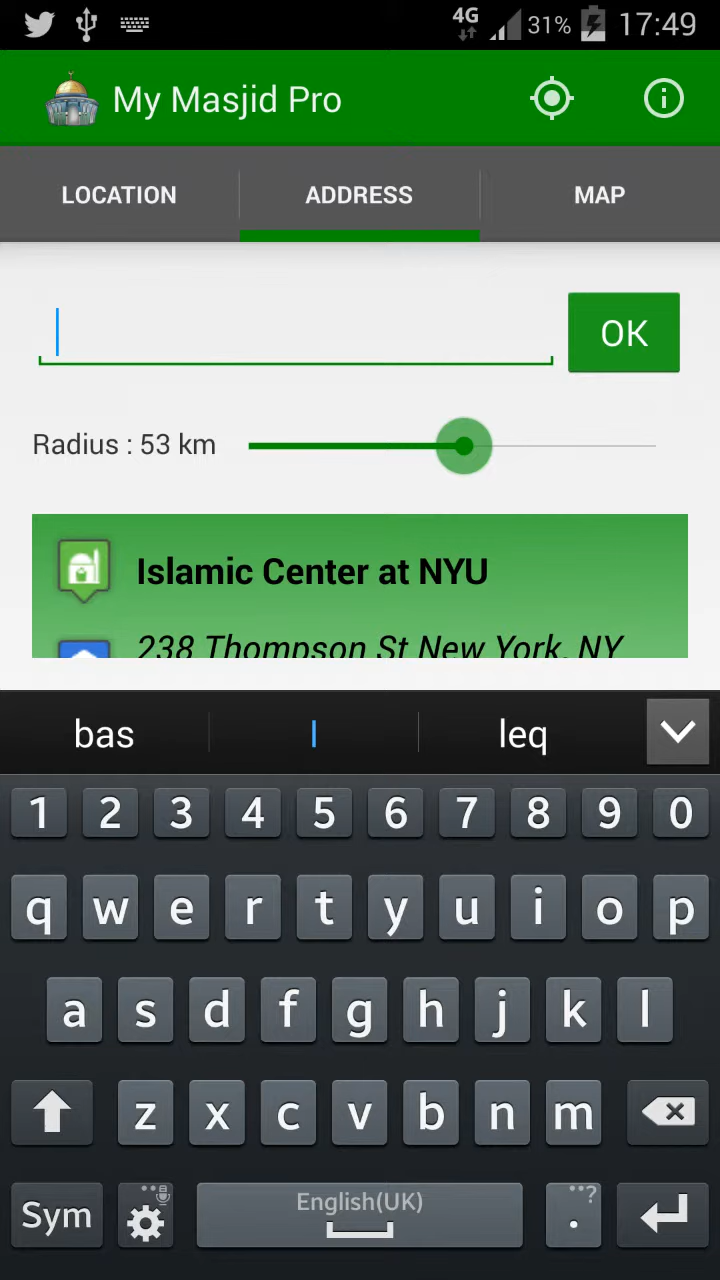 4G 31% 17:49
My Masjid Pro
LOCATION ADDRESS MAP
OK
Radius : 53 km
Islamic Center at NYU
238 Thompson St New York, NY
bas l leq
1 2 3 4 5 6 7 8 9 0
q w e r t y u i o p
a s d f g h j k l
z x c v b n m
Sym English(UK) . ?